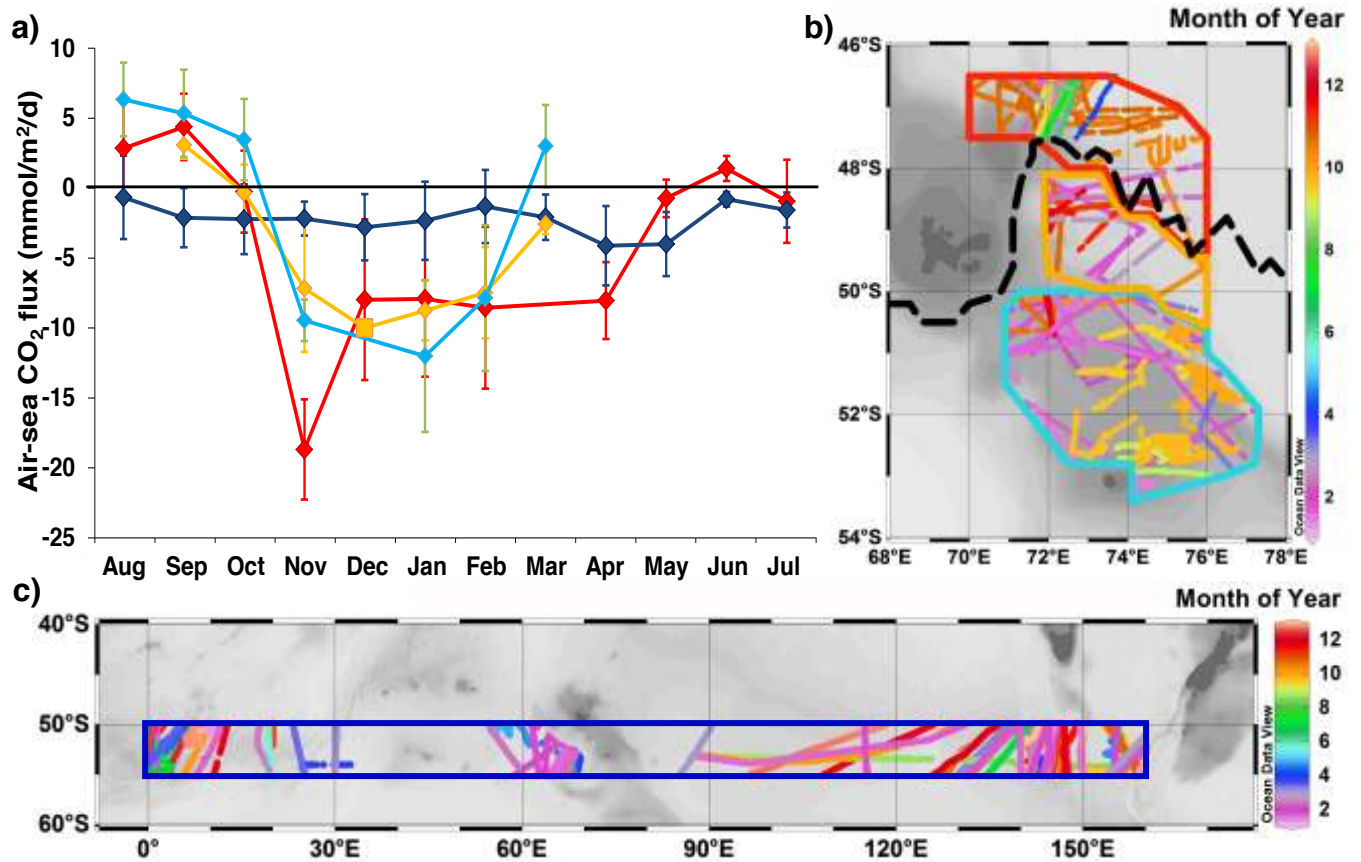 a)
Air-sea CO₂ flux (mmol/m²/d)
10
5
0
-5
-10
-15
-20
-25
Aug Sep Oct Nov Dec Jan Feb Mar Apr May Jun Jul
b)
Month of Year
46°S
48°S
50°S
52°S
54°S
68°E 70°E 72°E 74°E 76°E 78°E
12
10
8
6
4
2
Ocean Data View
c)
Month of Year
40°S
50°S
60°S
0° 30°E 60°E 90°E 120°E 150°E
12
10
8
6
4
2
Ocean Data View